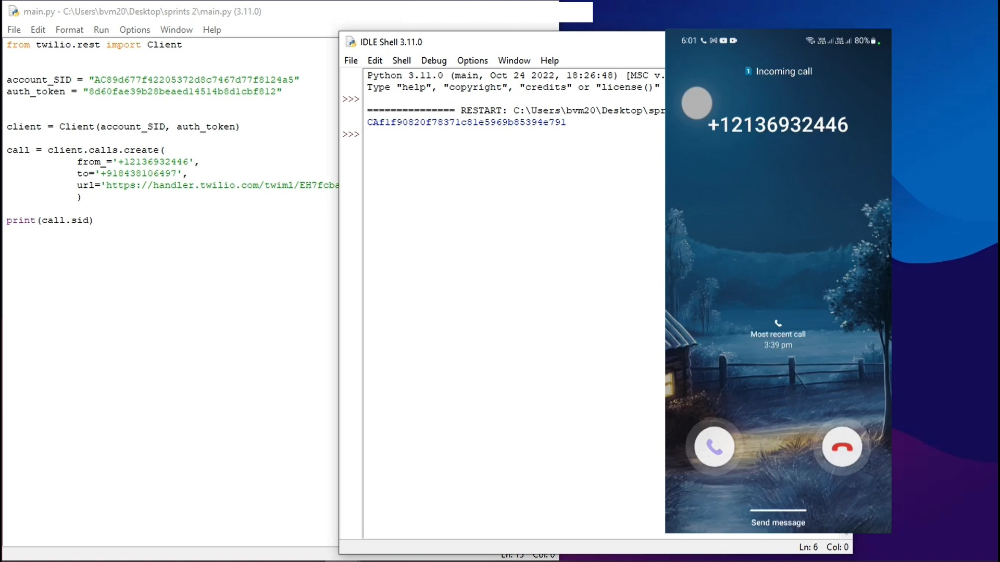 main.py - C:\Users\bvm20\Desktop\sprints 2\main.py (3.11.0)
File Edit Format Run Options Window Help
from twilio.rest import Client
account_SID = "AC89d677f42205372d8c7467d77f8124a5"
auth_token = "8d60fae39b28beaed14514b8d1cbf812"
client = Client(account_SID, auth_token)
call = client.calls.create(
from_='+12136932446',
to='+918438106497',
url='https://handler.twilio.com/twiml/EH7fcba
)
print(call.sid)
IDLE Shell 3.11.0
File Edit Shell Debug Options Window Help
Python 3.11.0 (main, Oct 24 2022, 18:26:48) [MSC v.
Type "help", "copyright", "credits" or "license()"
>>>
=============== RESTART: C:\Users\bvm20\Desktop\spr
CAf1f90820f78371c81e5969b85394e791
>>>
Ln: 6 Col: 0
6:01
80%
1 Incoming call
+12136932446
Most recent call
3:39 pm
Send message